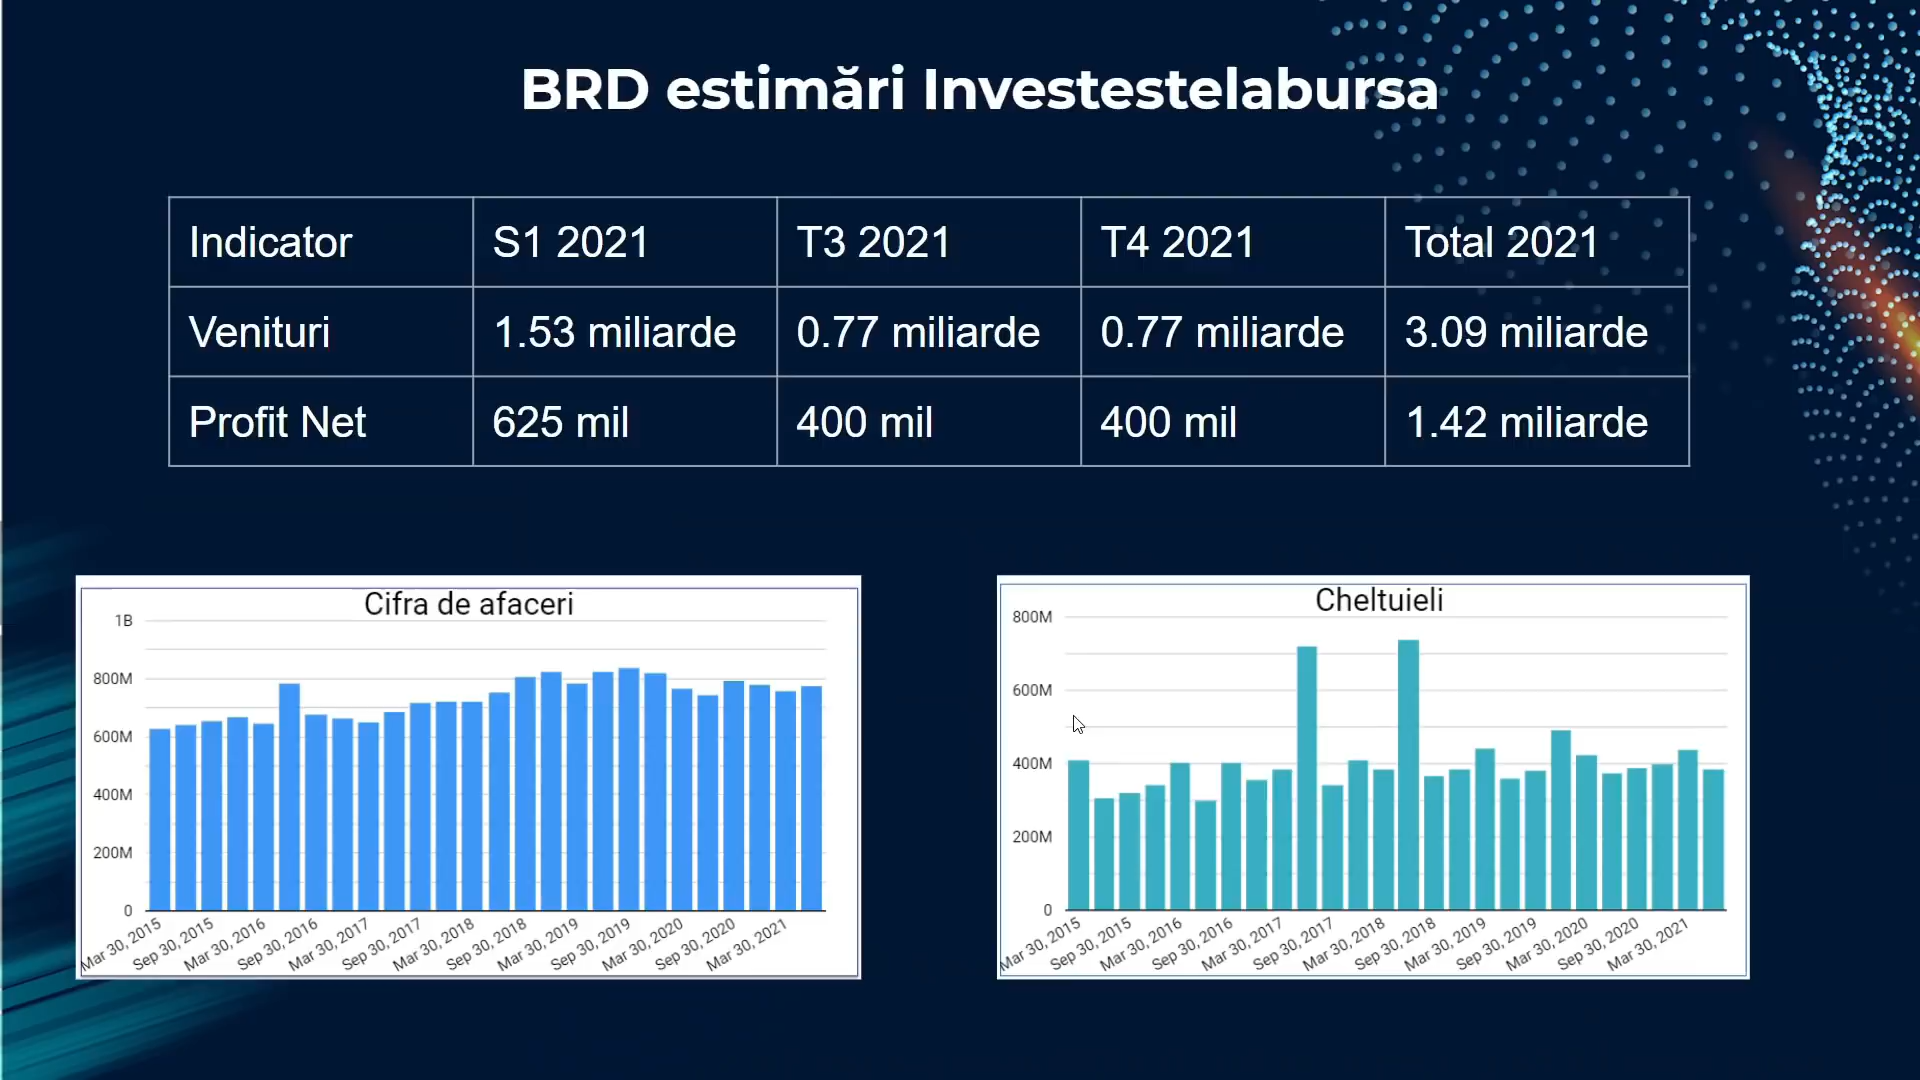 BRD estimări Investestelabursa
Indicator S1 2021 T3 2021 T4 2021 Total 2021
Venituri 1.53 miliarde 0.77 miliarde 0.77 miliarde 3.09 miliarde
Profit Net 625 mil 400 mil 400 mil 1.42 miliarde
Cifra de afaceri
1B
800M
600M
400M
200M
0
Mar 30, 2015 Sep 30, 2015 Mar 30, 2016 Sep 30, 2016 Mar 30, 2017 Sep 30, 2017 Mar 30, 2018 Sep 30, 2018 Mar 30, 2019 Sep 30, 2019 Mar 30, 2020 Sep 30, 2020 Mar 30, 2021
Cheltuieli
800M
600M
400M
200M
0
Mar 30, 2015 Sep 30, 2015 Mar 30, 2016 Sep 30, 2016 Mar 30, 2017 Sep 30, 2017 Mar 30, 2018 Sep 30, 2018 Mar 30, 2019 Sep 30, 2019 Mar 30, 2020 Sep 30, 2020 Mar 30, 2021